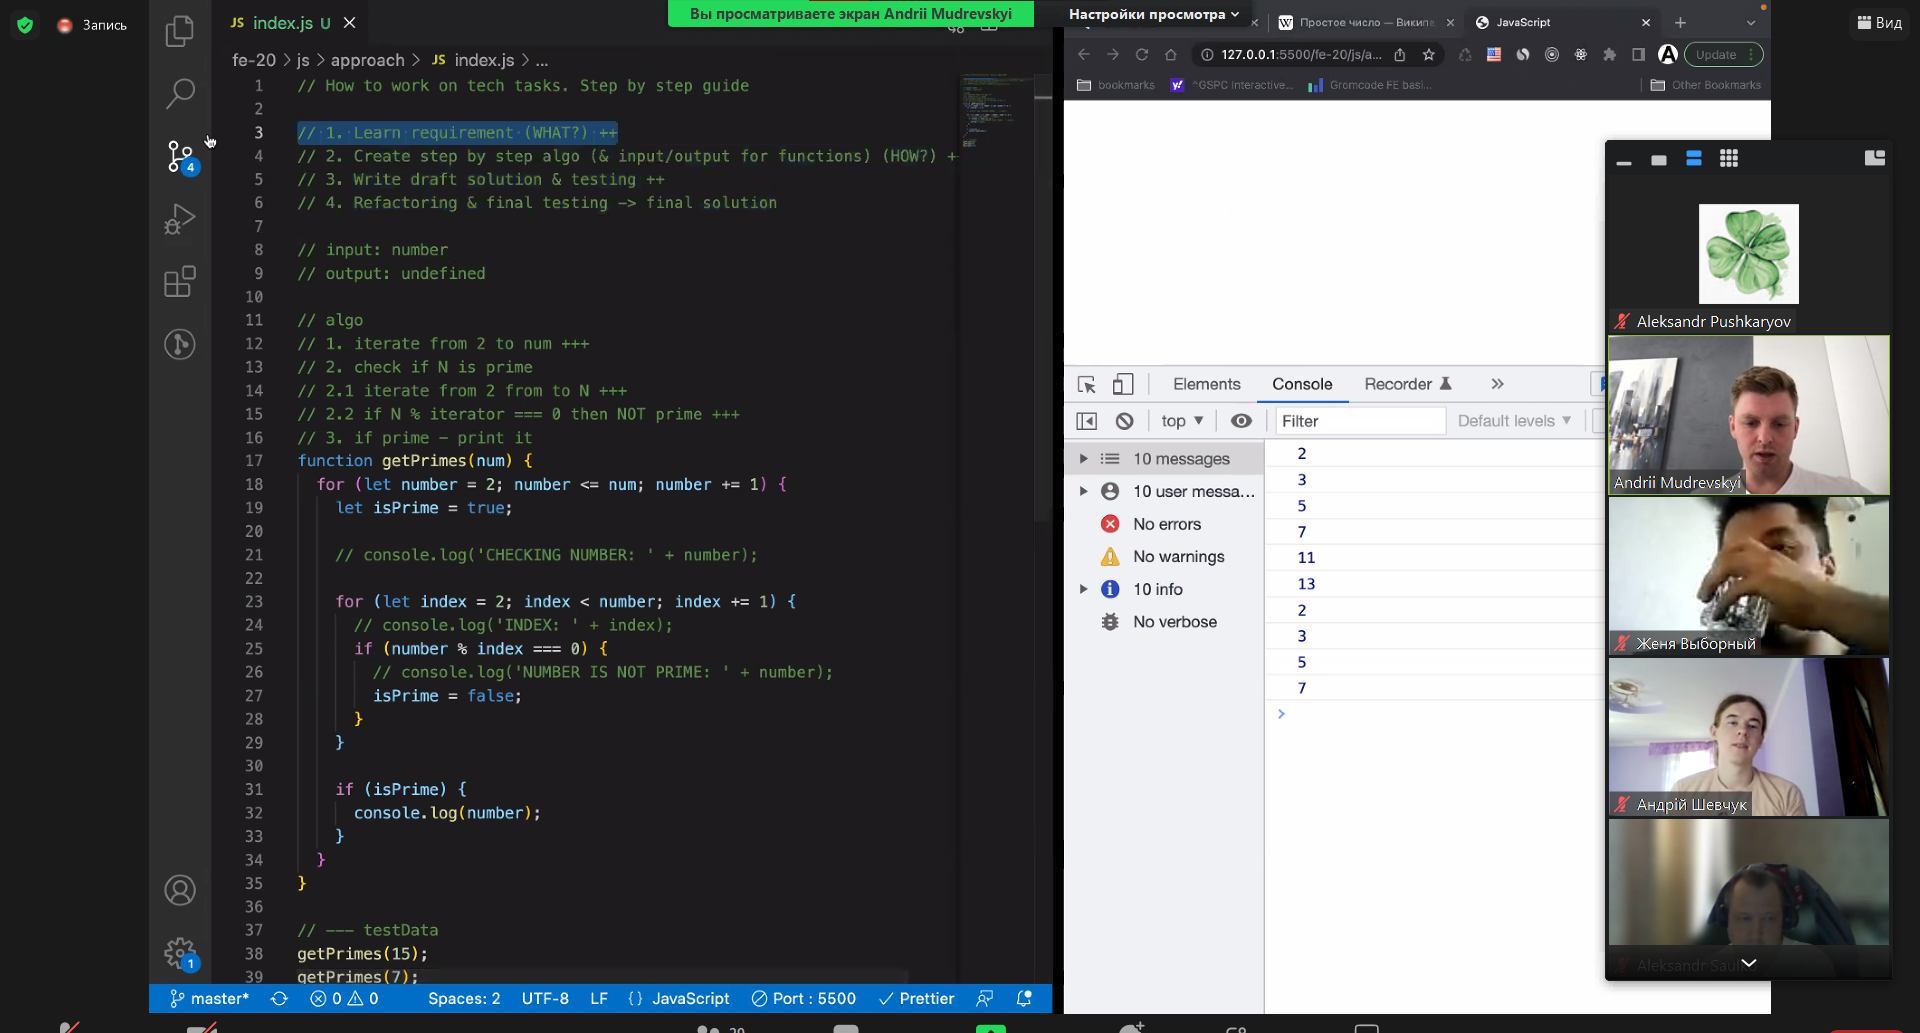 Запись
JS index.js U
Вы просматриваете экран Andrii Mudrevskyi
Настройки просмотра
Простое число — Викип
JavaScript
Вид
127.0.0.1:5500/fe-20/js/a...
Update
bookmarks
^GSPC Interactive...
Gromcode FE basi...
Other Bookmarks
fe-20 > js > approach > JS index.js > ...
1 // How to work on tech tasks. Step by step guide
2
3 // 1. Learn requirement (WHAT?) ++
4 // 2. Create step by step algo (& input/output for functions) (HOW?) +
5 // 3. Write draft solution & testing ++
6 // 4. Refactoring & final testing -> final solution
7
8 // input: number
9 // output: undefined
10
11 // algo
12 // 1. iterate from 2 to num +++
13 // 2. check if N is prime
14 // 2.1 iterate from 2 from to N +++
15 // 2.2 if N % iterator === 0 then NOT prime +++
16 // 3. if prime - print it
17 function getPrimes(num) {
18 for (let number = 2; number <= num; number += 1) {
19 let isPrime = true;
20
21 // console.log('CHECKING NUMBER: ' + number);
22
23 for (let index = 2; index < number; index += 1) {
24 // console.log('INDEX: ' + index);
25 if (number % index === 0) {
26 // console.log('NUMBER IS NOT PRIME: ' + number);
27 isPrime = false;
28 }
29 }
30
31 if (isPrime) {
32 console.log(number);
33 }
34 }
35 }
36
37 // --- testData
38 getPrimes(15);
39 getPrimes(7);
4
1
master*
0
0
Spaces: 2
UTF-8
LF
{} JavaScript
Port : 5500
Prettier
Elements
Console
Recorder
top
Filter
Default levels
10 messages
10 user messa...
No errors
No warnings
10 info
No verbose
2
3
5
7
11
13
2
3
5
7
Aleksandr Pushkaryov
Andrii Mudrevskyi
Женя Выборный
Андрій Шевчук